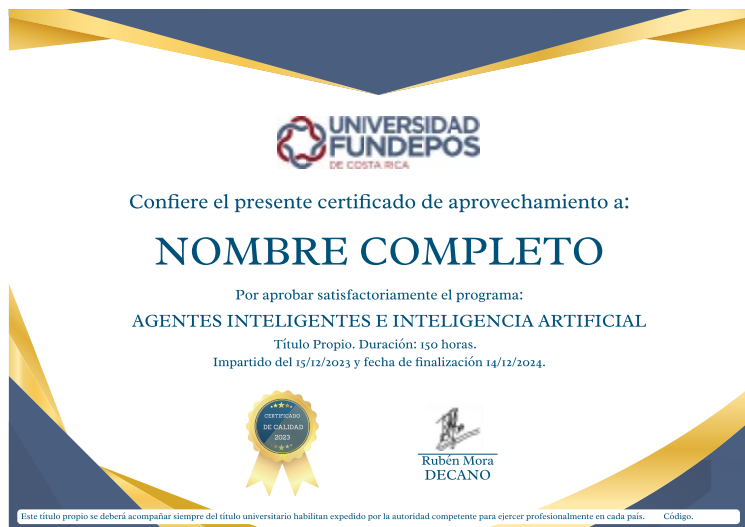 UNIVERSIDAD
FUNDEPOS
DE COSTA RICA
Confiere el presente certificado de aprovechamiento a:
NOMBRE COMPLETO
Por aprobar satisfactoriamente el programa:
AGENTES INTELIGENTES E INTELIGENCIA ARTIFICIAL
Título Propio. Duración: 150 horas.
Impartido del 15/12/2023 y fecha de finalización 14/12/2024.
CERTIFICADO
DE CALIDAD
2023
Rubén Mora
DECANO
Este título propio se deberá acompañar siempre del título universitario habilitan expedido por la autoridad competente para ejercer profesionalmente en cada país. Código.